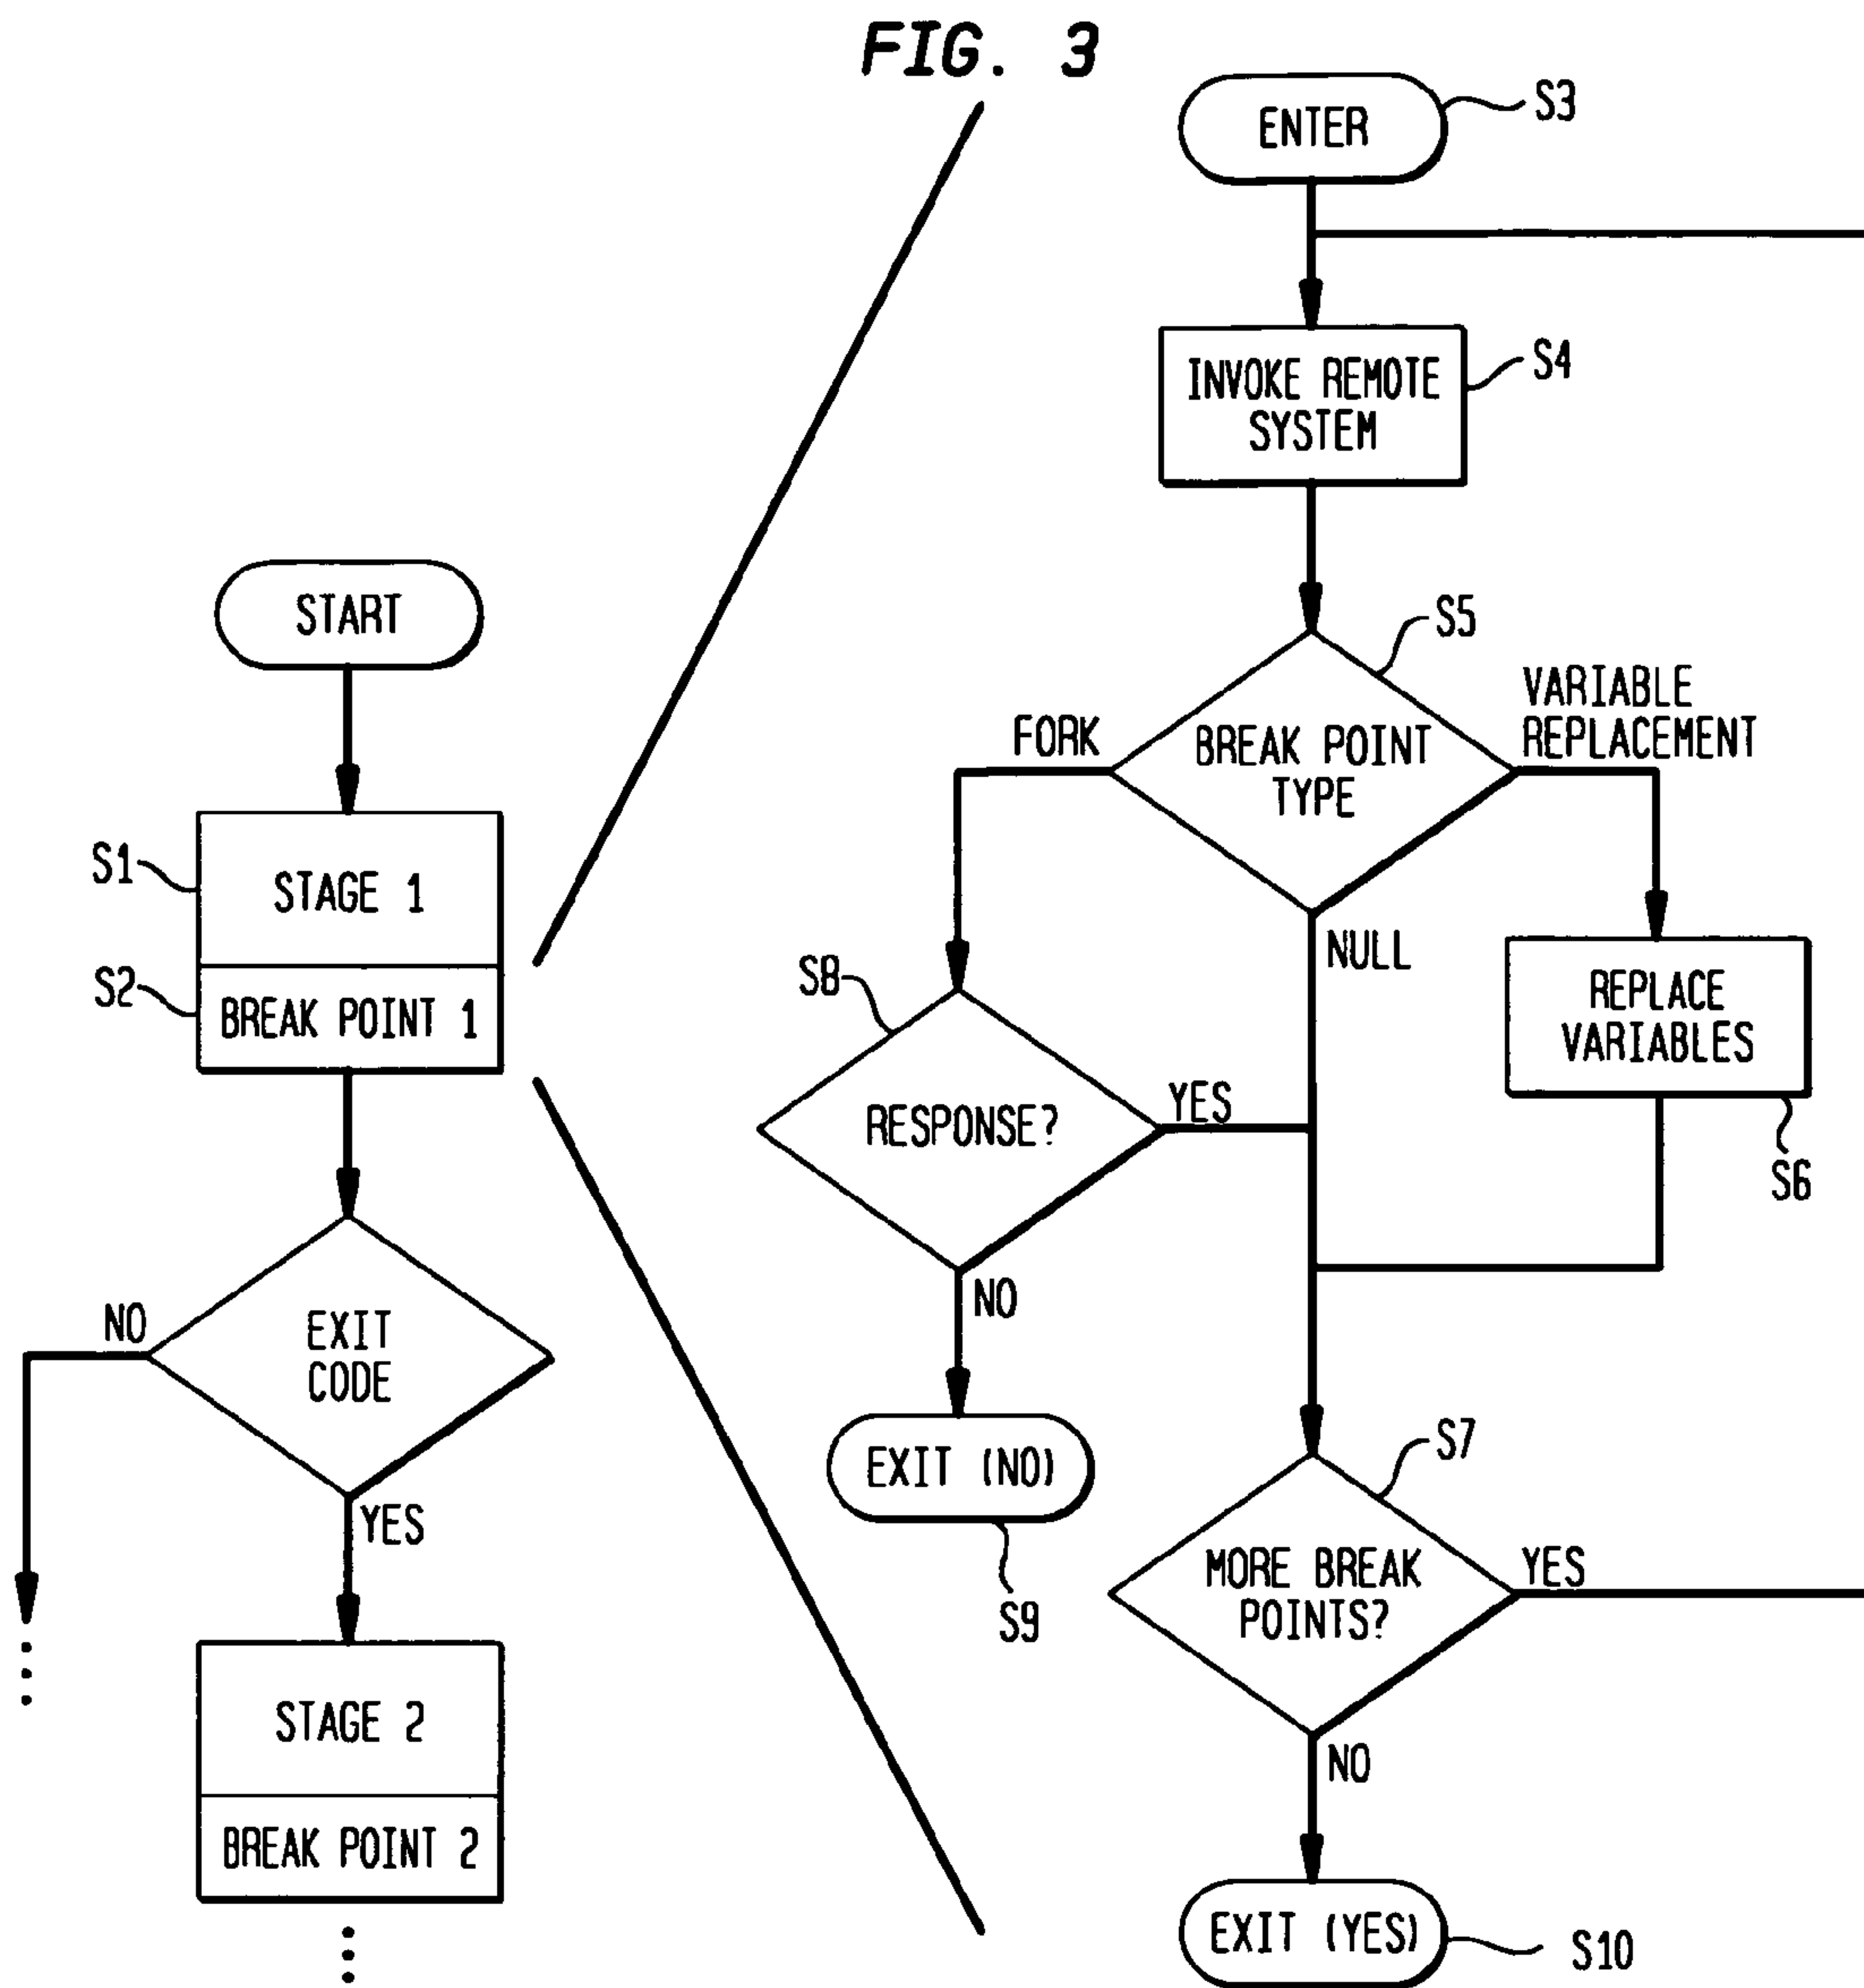 FIG. 3
START
S1
STAGE 1
S2
BREAK POINT 1
NO
EXIT
CODE
YES
STAGE 2
BREAK POINT 2
ENTER
S3
INVOKE REMOTE
SYSTEM
S4
S5
BREAK POINT
TYPE
FORK
VARIABLE
REPLACEMENT
NULL
REPLACE
VARIABLES
S6
S8
RESPONSE?
YES
NO
EXIT (NO)
S9
S7
MORE BREAK
POINTS?
YES
NO
EXIT (YES)
S10